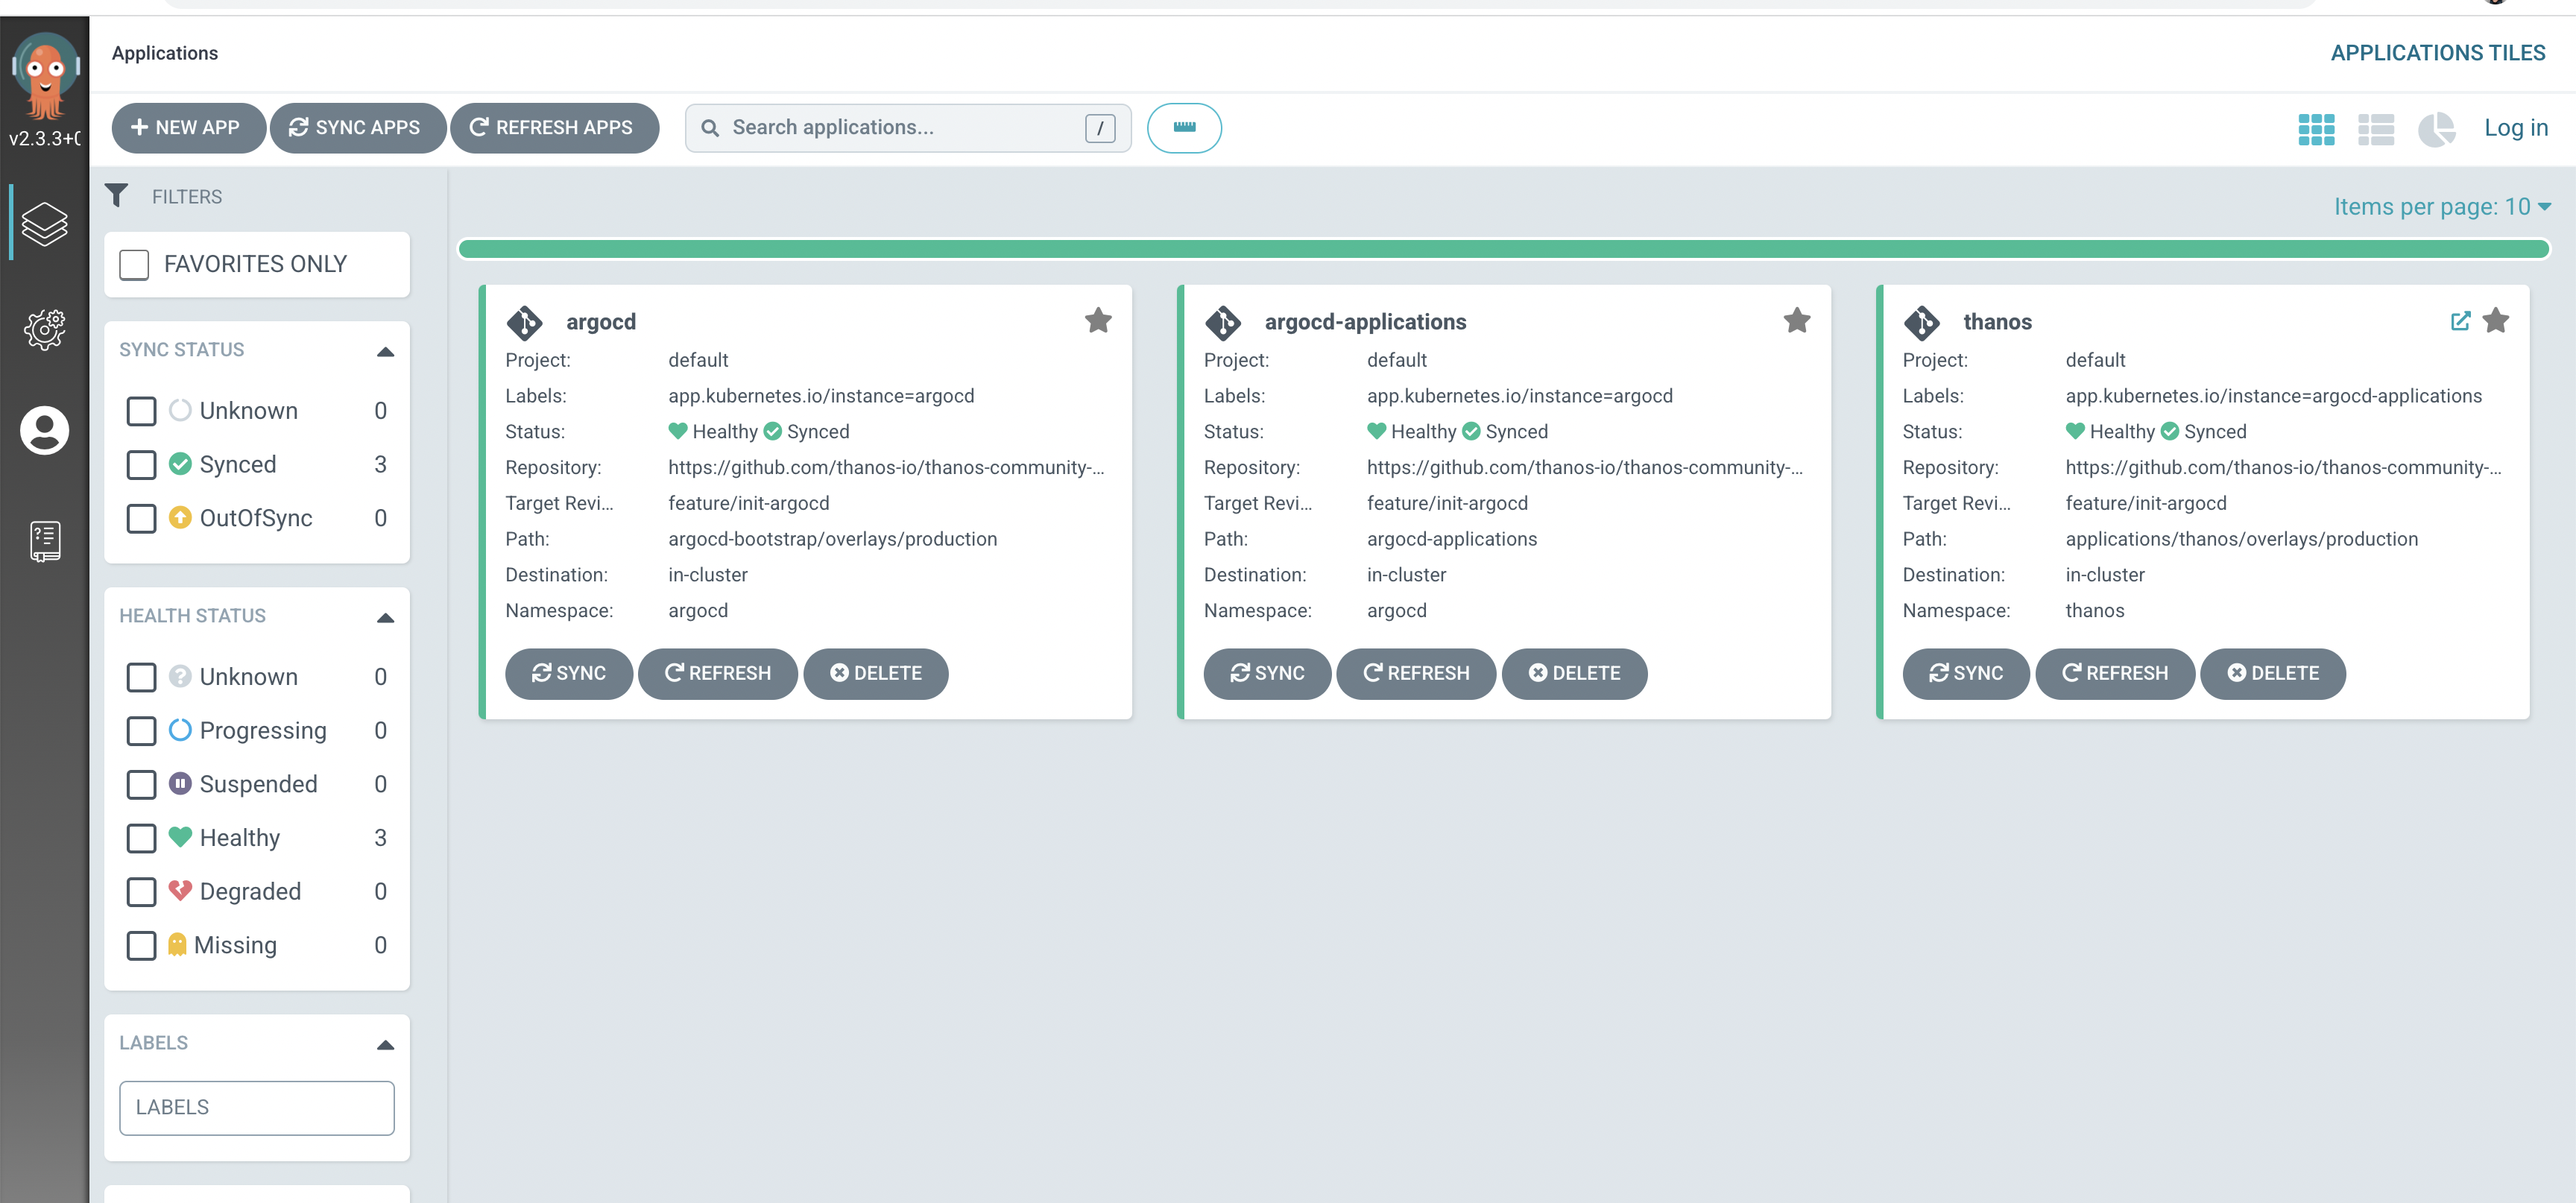 Applications
APPLICATIONS TILES
v2.3.3+0
NEW APP
SYNC APPS
REFRESH APPS
Search applications...
/
Log in
FILTERS
Items per page: 10
FAVORITES ONLY
SYNC STATUS
Unknown 0
Synced 3
OutOfSync 0
HEALTH STATUS
Unknown 0
Progressing 0
Suspended 0
Healthy 3
Degraded 0
Missing 0
LABELS
LABELS
argocd
Project: default
Labels: app.kubernetes.io/instance=argocd
Status: Healthy Synced
Repository: https://github.com/thanos-io/thanos-community-...
Target Revi... feature/init-argocd
Path: argocd-bootstrap/overlays/production
Destination: in-cluster
Namespace: argocd
SYNC REFRESH DELETE
argocd-applications
Project: default
Labels: app.kubernetes.io/instance=argocd
Status: Healthy Synced
Repository: https://github.com/thanos-io/thanos-community-...
Target Revi... feature/init-argocd
Path: argocd-applications
Destination: in-cluster
Namespace: argocd
SYNC REFRESH DELETE
thanos
Project: default
Labels: app.kubernetes.io/instance=argocd-applications
Status: Healthy Synced
Repository: https://github.com/thanos-io/thanos-community-...
Target Revi... feature/init-argocd
Path: applications/thanos/overlays/production
Destination: in-cluster
Namespace: thanos
SYNC REFRESH DELETE